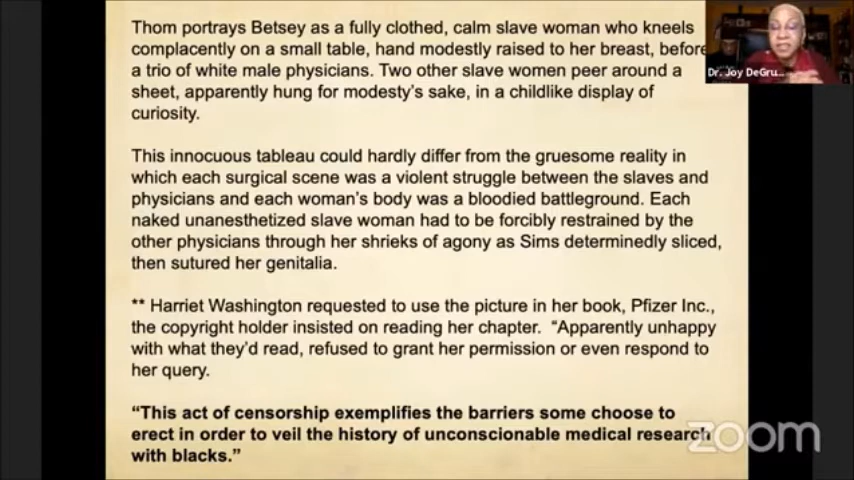 Thom portrays Betsey as a fully clothed, calm slave woman who kneels
complacently on a small table, hand modestly raised to her breast, before
a trio of white male physicians. Two other slave women peer around a
sheet, apparently hung for modesty's sake, in a childlike display of
curiosity.
This innocuous tableau could hardly differ from the gruesome reality in
which each surgical scene was a violent struggle between the slaves and
physicians and each woman's body was a bloodied battleground. Each
naked unanesthetized slave woman had to be forcibly restrained by the
other physicians through her shrieks of agony as Sims determinedly sliced,
then sutured her genitalia.
** Harriet Washington requested to use the picture in her book, Pfizer Inc.,
the copyright holder insisted on reading her chapter. “Apparently unhappy
with what they'd read, refused to grant her permission or even respond to
her query.
“This act of censorship exemplifies the barriers some choose to
erect in order to veil the history of unconscionable medical research
with blacks.”
Dr. Joy DeGru...
zoom